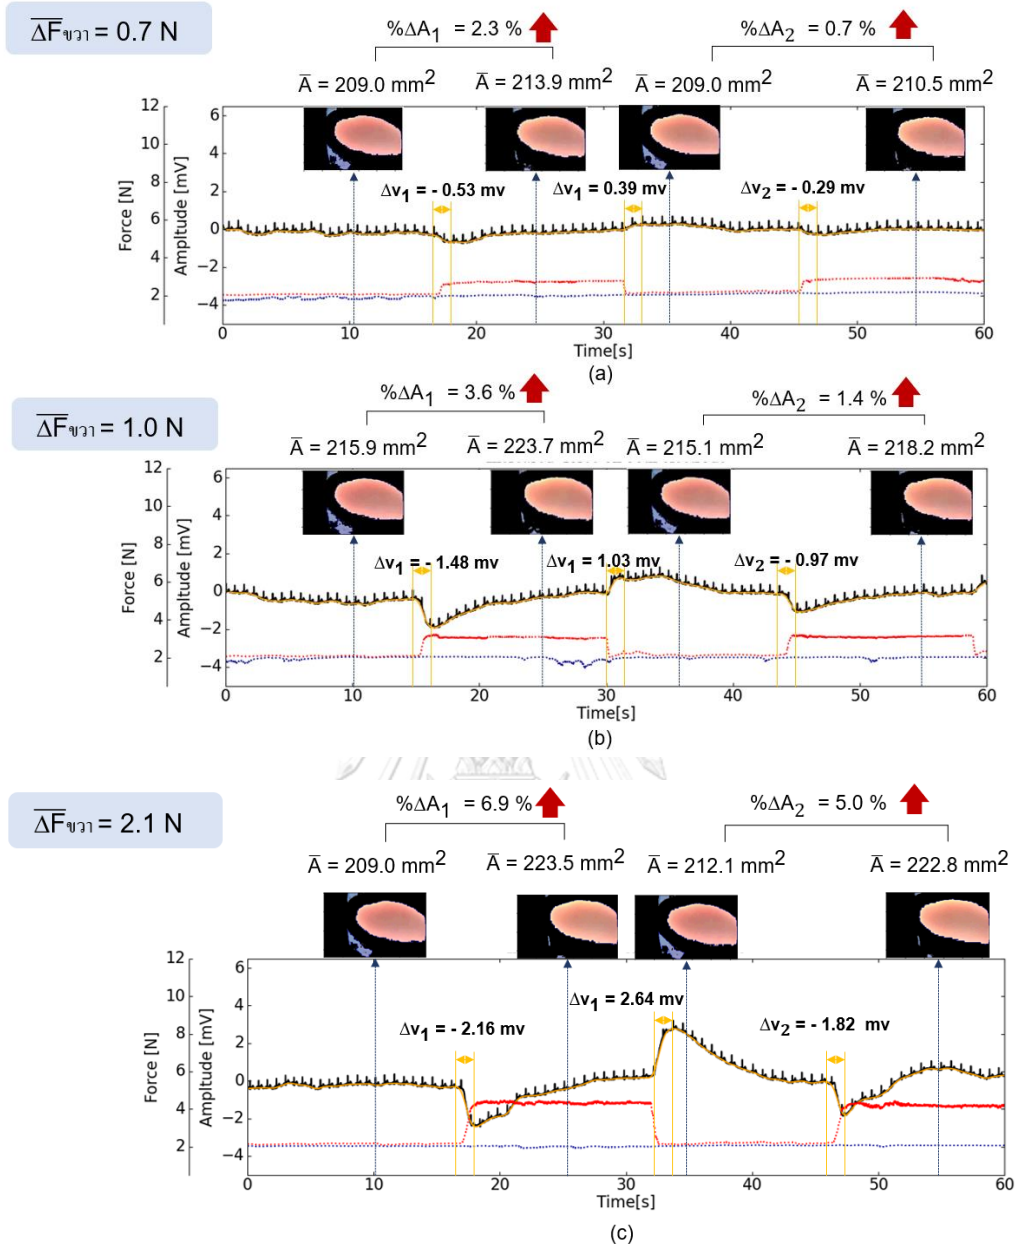 ΔF̅ขวา = 0.7 N
%ΔA₁ = 2.3 %
%ΔA₂ = 0.7 %
A̅ = 209.0 mm²
A̅ = 213.9 mm²
A̅ = 209.0 mm²
A̅ = 210.5 mm²
Force [N]
12
10
8
6
4
2
Ampltude [mV]
6
4
2
0
−2
−4
Δv₁ = - 0.53 mv
Δv₁ = 0.39 mv
Δv₂ = - 0.29 mv
0 10 20 30 40 50 60
Time[s]
(a)
ΔF̅ขวา = 1.0 N
%ΔA₁ = 3.6 %
%ΔA₂ = 1.4 %
A̅ = 215.9 mm²
A̅ = 223.7 mm²
A̅ = 215.1 mm²
A̅ = 218.2 mm²
Force [N]
12
10
8
6
4
2
Ampltude [mV]
6
4
2
0
−2
−4
Δv₁ = - 1.48 mv
Δv₁ = 1.03 mv
Δv₂ = - 0.97 mv
0 10 20 30 40 50 60
Time[s]
(b)
ΔF̅ขวา = 2.1 N
%ΔA₁ = 6.9 %
%ΔA₂ = 5.0 %
A̅ = 209.0 mm²
A̅ = 223.5 mm²
A̅ = 212.1 mm²
A̅ = 222.8 mm²
Force [N]
12
10
8
6
4
2
Ampltude [mV]
6
4
2
0
−2
−4
Δv₁ = - 2.16 mv
Δv₁ = 2.64 mv
Δv₂ = - 1.82 mv
0 10 20 30 40 50 60
Time[s]
(c)